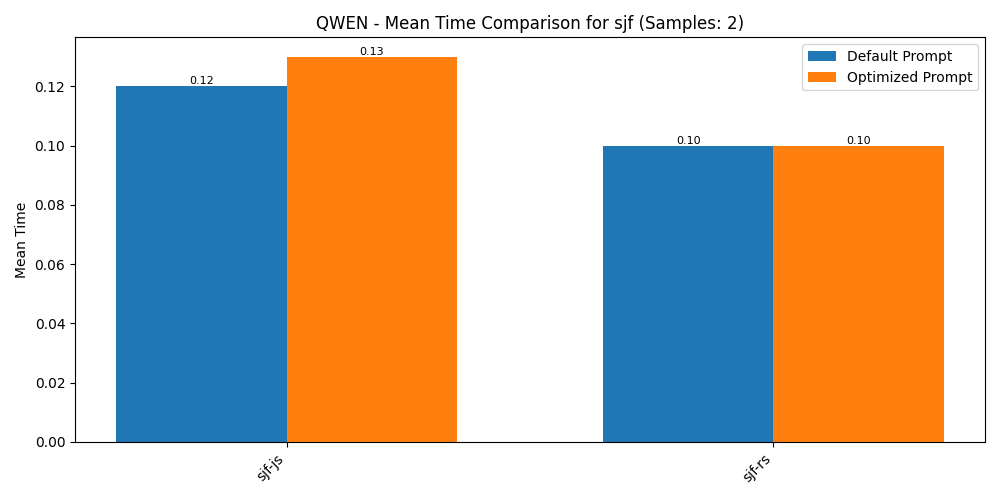 QWEN - Mean Time Comparison for sjf (Samples: 2)
Default Prompt
Optimized Prompt
Mean Time
0.12
0.10
0.08
0.06
0.04
0.02
0.00
0.12
0.13
0.10
0.10
sjf-js
sjf-rs